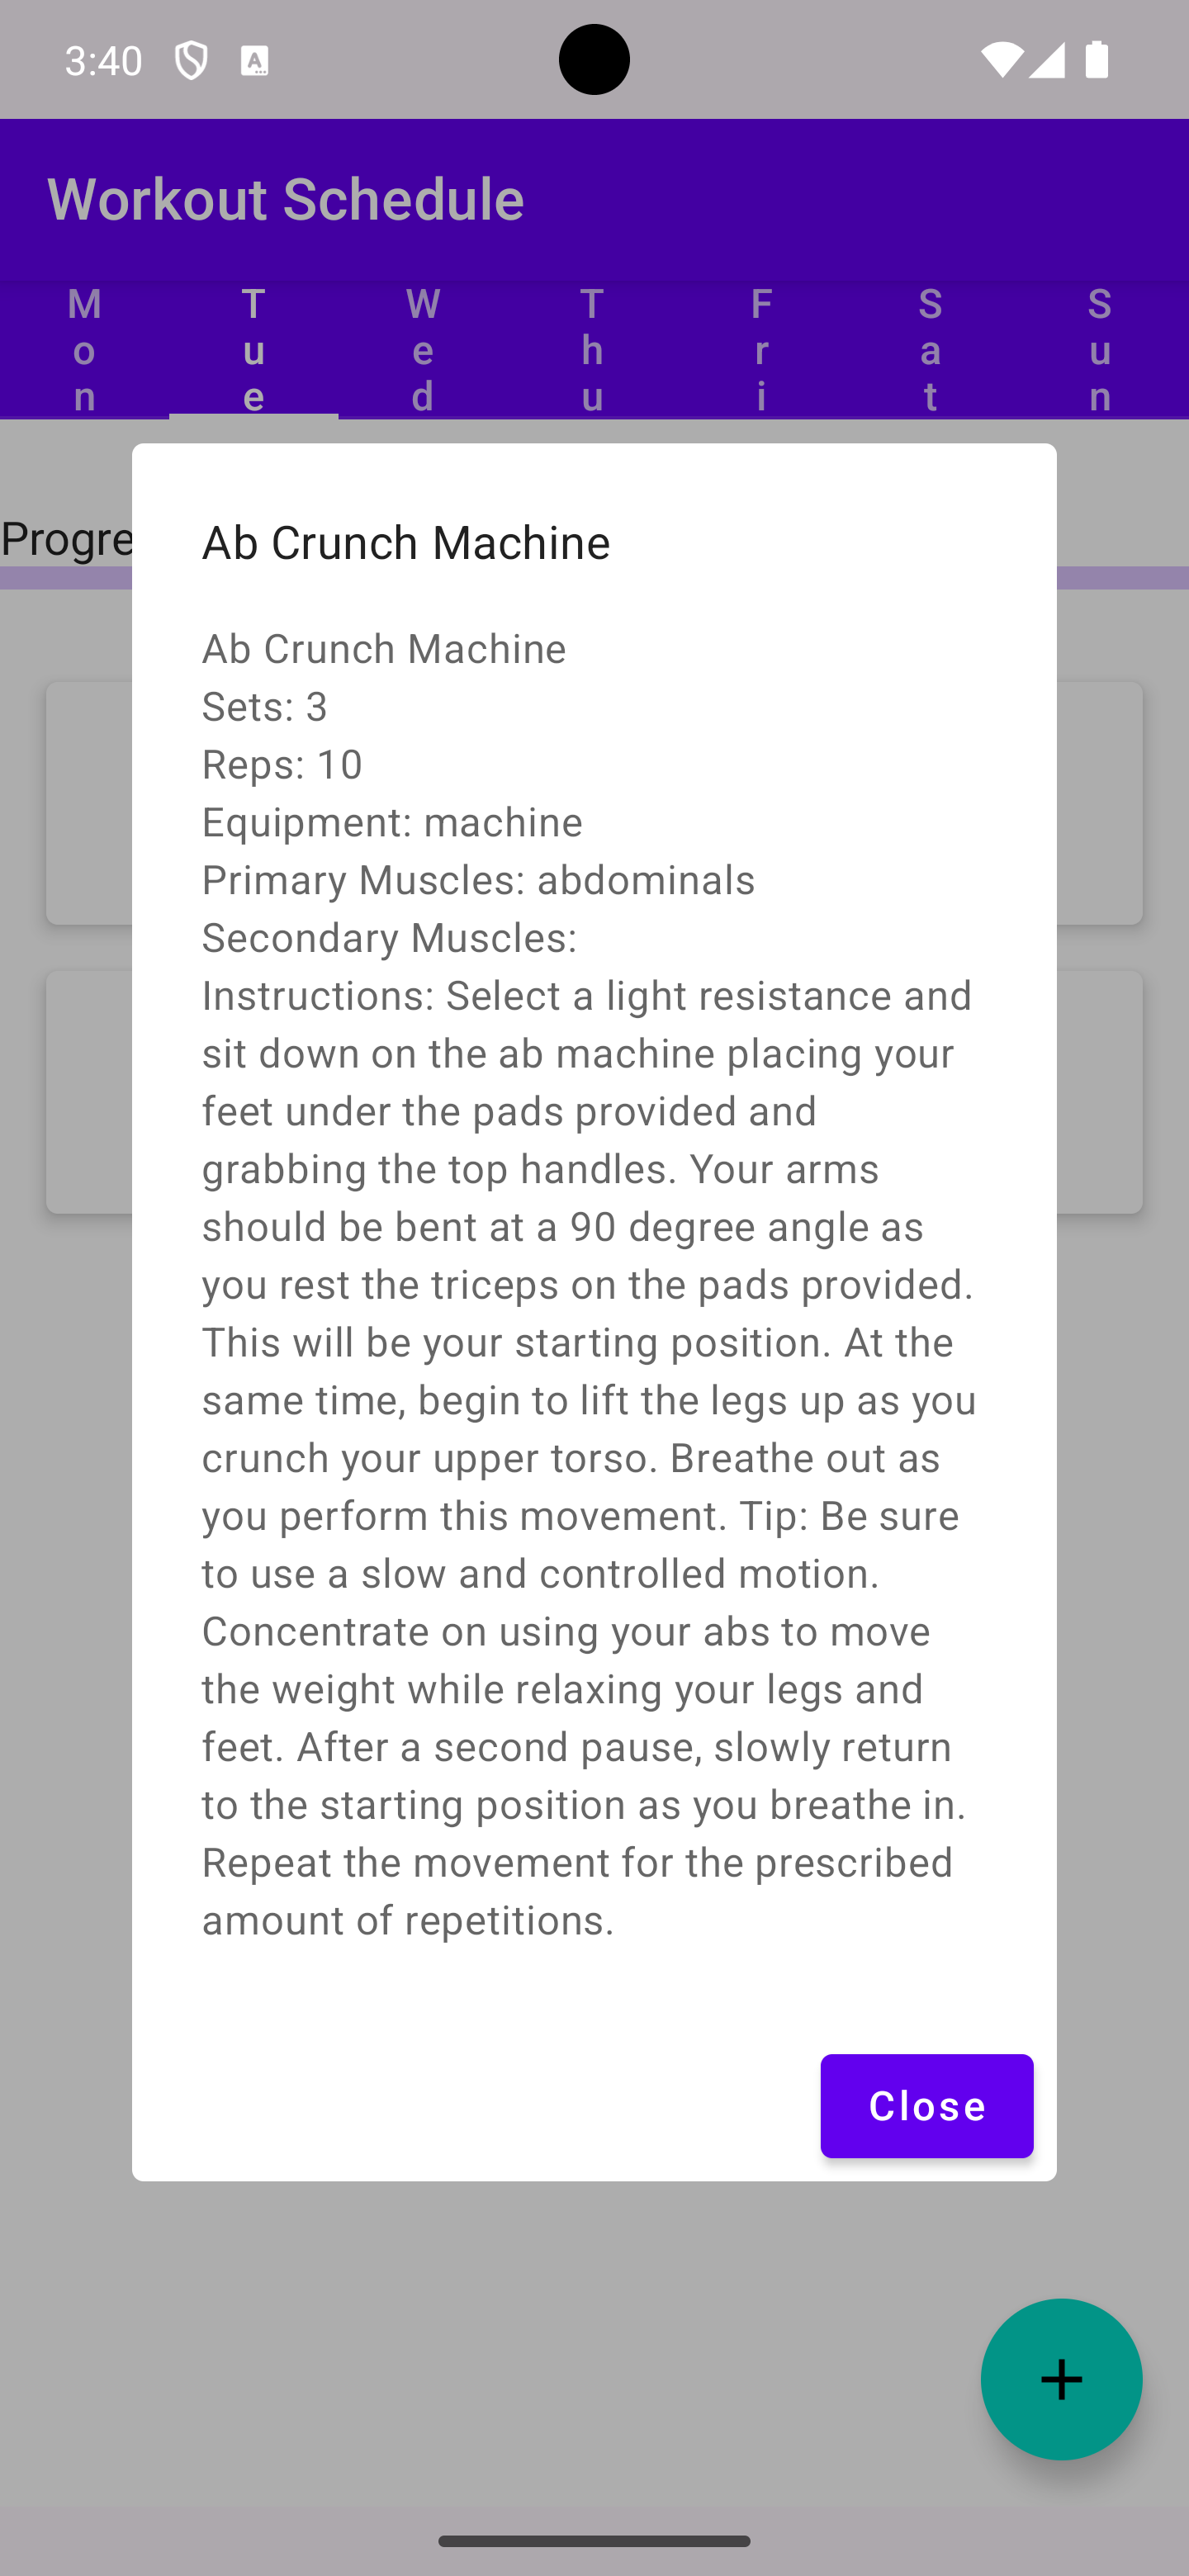 3:40
Workout Schedule
Mon
Tue
Wed
Thu
Fri
Sat
Sun
Progre
Ab Crunch Machine
Ab Crunch Machine
Sets: 3
Reps: 10
Equipment: machine
Primary Muscles: abdominals
Secondary Muscles:
Instructions: Select a light resistance and
sit down on the ab machine placing your
feet under the pads provided and
grabbing the top handles. Your arms
should be bent at a 90 degree angle as
you rest the triceps on the pads provided.
This will be your starting position. At the
same time, begin to lift the legs up as you
crunch your upper torso. Breathe out as
you perform this movement. Tip: Be sure
to use a slow and controlled motion.
Concentrate on using your abs to move
the weight while relaxing your legs and
feet. After a second pause, slowly return
to the starting position as you breathe in.
Repeat the movement for the prescribed
amount of repetitions.
Close